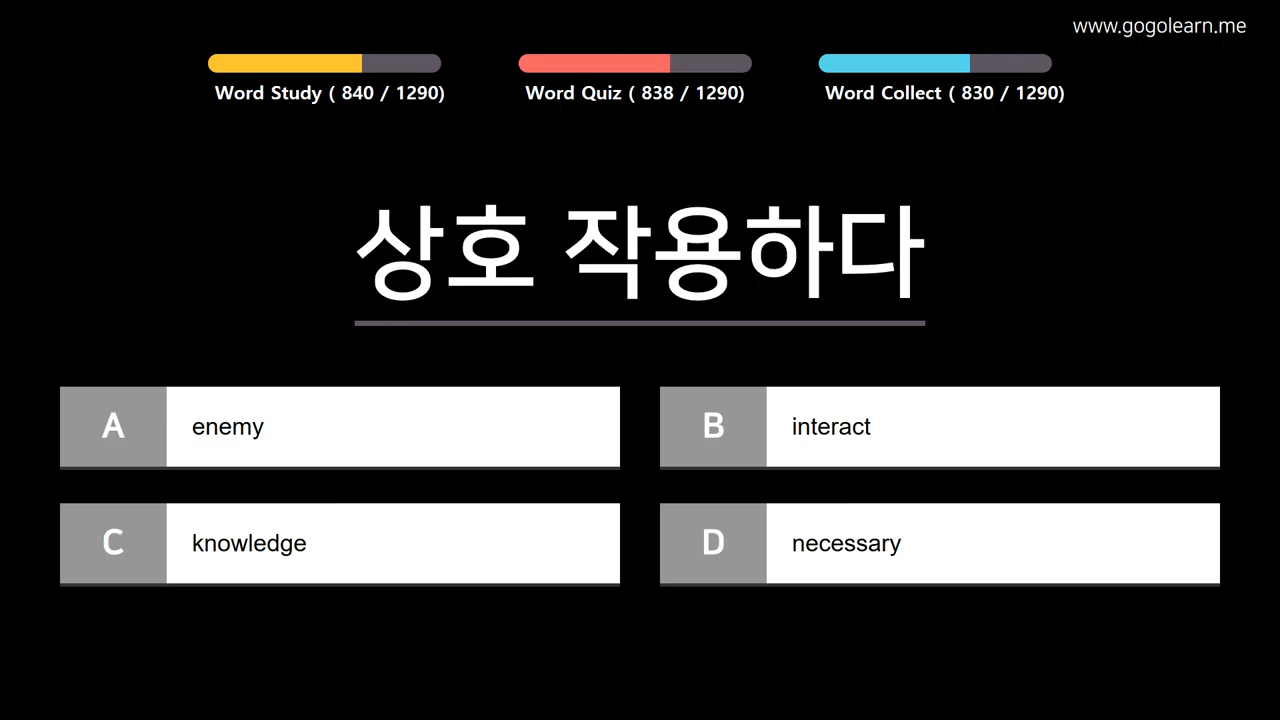 www.gogolearn.me
Word Study ( 840 / 1290)
Word Quiz ( 838 / 1290)
Word Collect ( 830 / 1290)
상호 작용하다
A enemy
B interact
C knowledge
D necessary